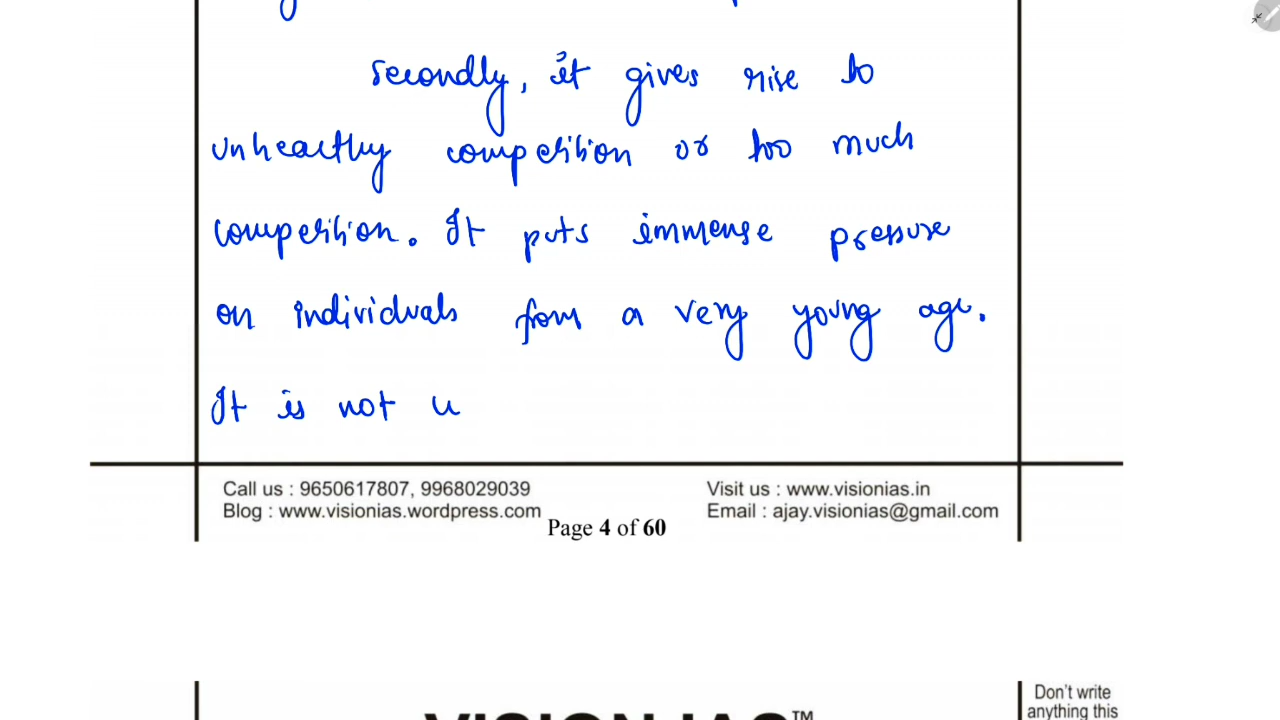 secondly, it gives rise to
unhealthy competition or too much
competition. It puts immense pressure
on individuals from a very young age.
It is not u
Call us : 9650617807, 9968029039
Visit us : www.visionias.in
Blog : www.visionias.wordpress.com
Email : ajay.visionias@gmail.com
Page 4 of 60
Don't write
anything this
VISION IAS™